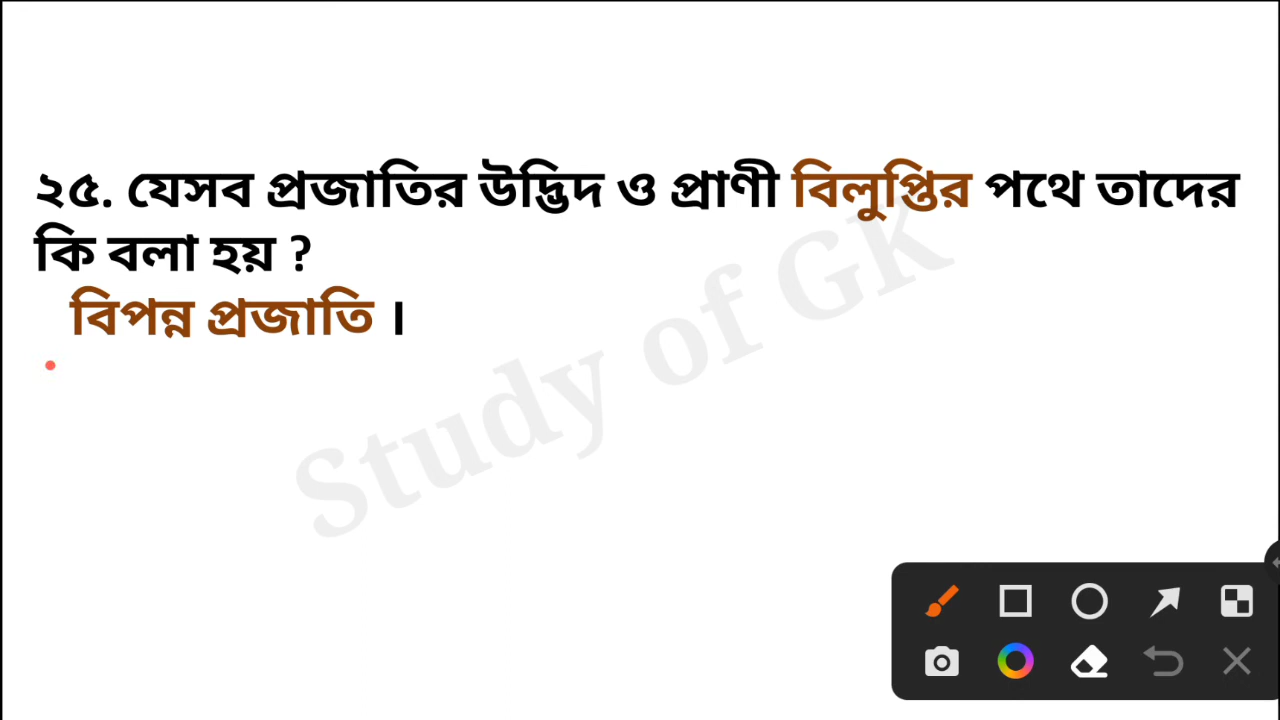 ২৫. যেসব প্রজাতির উদ্ভিদ ও প্রাণী বিলুপ্তির পথে তাদের
কি বলা হয় ?
বিপন্ন প্রজাতি ।
Study of GK